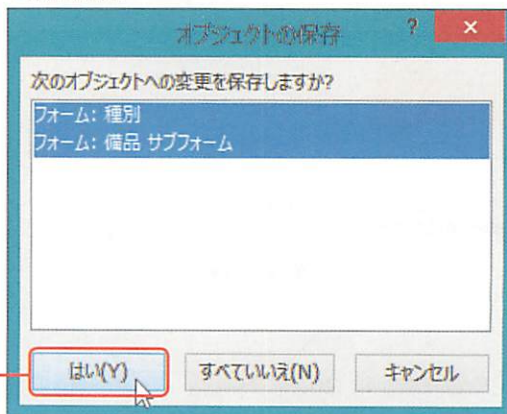 オブジェクトの保存
?
×
次のオブジェクトへの変更を保存しますか?
フォーム: 種別
フォーム: 備品 サブフォーム
はい(Y)
すべていいえ(N)
キャンセル